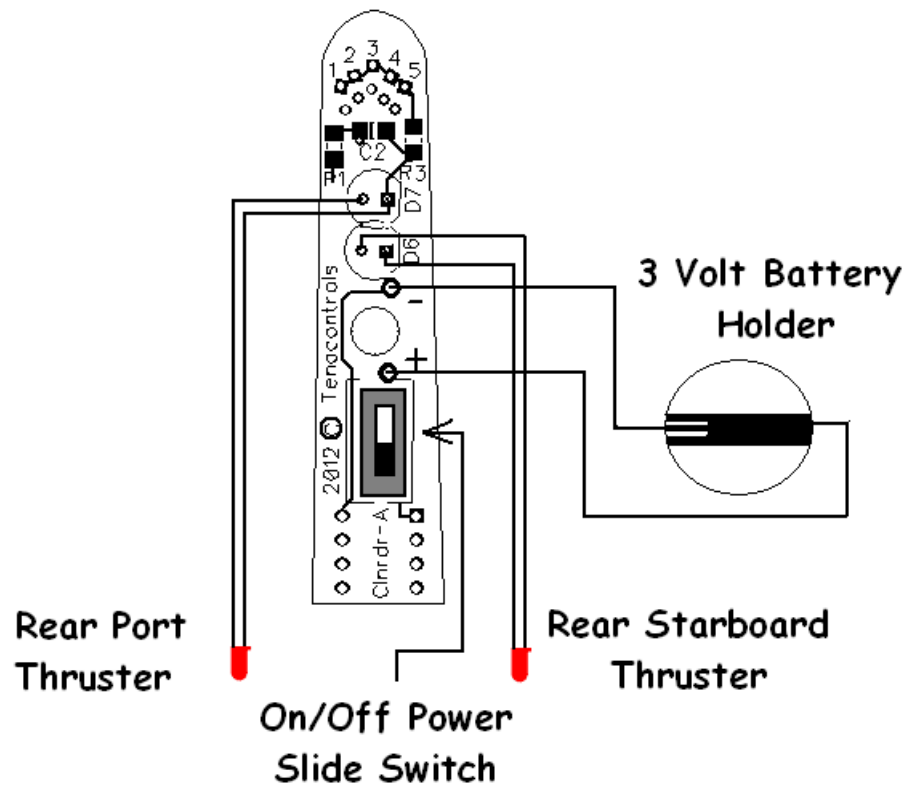 1 2 3 4 5
C2
R1
R3
D7
D6
-
+
2012 © Tenacontrols
Clnrdr-A
3 Volt Battery
Holder
Rear Port
Thruster
Rear Starboard
Thruster
On/Off Power
Slide Switch